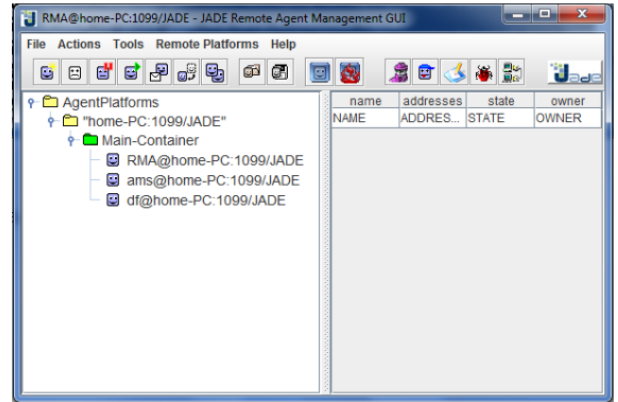 RMA@home-PC:1099/JADE - JADE Remote Agent Management GUI
File Actions Tools Remote Platforms Help
Jade
AgentPlatforms
"home-PC:1099/JADE"
Main-Container
RMA@home-PC:1099/JADE
ams@home-PC:1099/JADE
df@home-PC:1099/JADE
name addresses state owner
NAME ADDRES... STATE OWNER